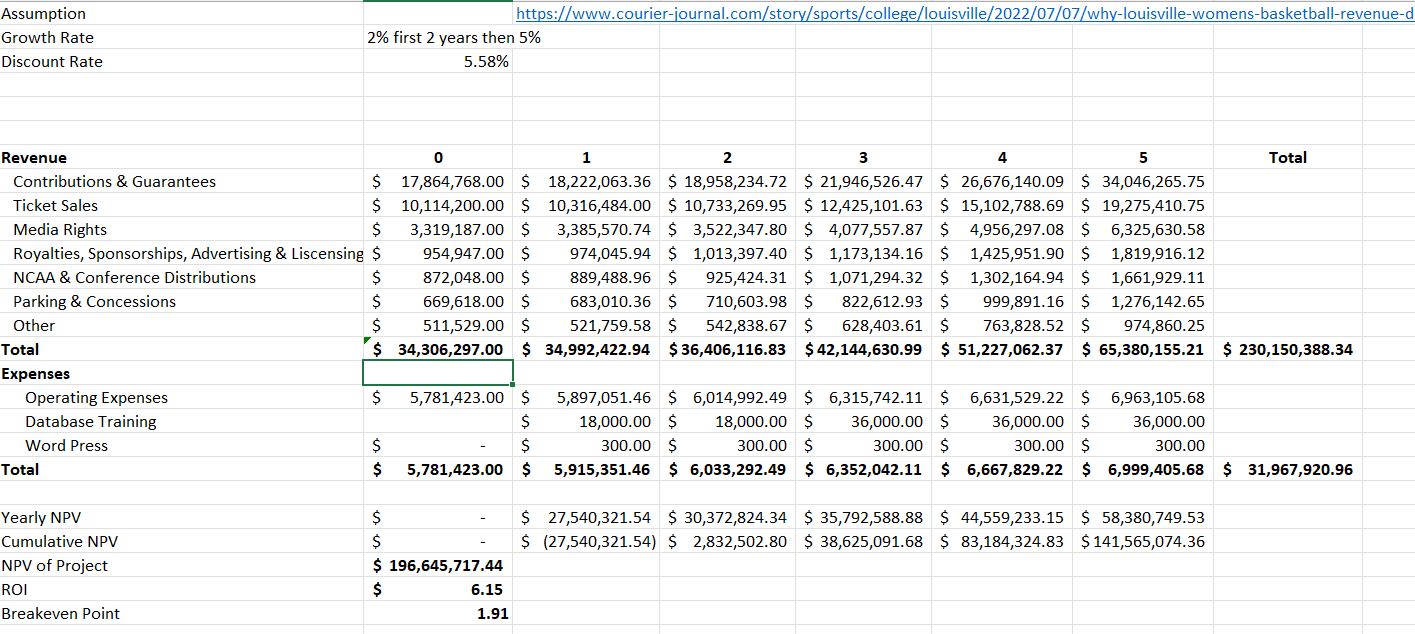 Assumption https://www.courier-journal.com/story/sports/college/louisville/2022/07/07/why-louisville-womens-basketball-revenue-d
Growth Rate 2% first 2 years then 5%
Discount Rate 5.58%
Revenue 0 1 2 3 4 5 Total
Contributions & Guarantees $ 17,864,768.00 $ 18,222,063.36 $ 18,958,234.72 $ 21,946,526.47 $ 26,676,140.09 $ 34,046,265.75
Ticket Sales $ 10,114,200.00 $ 10,316,484.00 $ 10,733,269.95 $ 12,425,101.63 $ 15,102,788.69 $ 19,275,410.75
Media Rights $ 3,319,187.00 $ 3,385,570.74 $ 3,522,347.80 $ 4,077,557.87 $ 4,956,297.08 $ 6,325,630.58
Royalties, Sponsorships, Advertising & Liscensing $ 954,947.00 $ 974,045.94 $ 1,013,397.40 $ 1,173,134.16 $ 1,425,951.90 $ 1,819,916.12
NCAA & Conference Distributions $ 872,048.00 $ 889,488.96 $ 925,424.31 $ 1,071,294.32 $ 1,302,164.94 $ 1,661,929.11
Parking & Concessions $ 669,618.00 $ 683,010.36 $ 710,603.98 $ 822,612.93 $ 999,891.16 $ 1,276,142.65
Other $ 511,529.00 $ 521,759.58 $ 542,838.67 $ 628,403.61 $ 763,828.52 $ 974,860.25
Total $ 34,306,297.00 $ 34,992,422.94 $ 36,406,116.83 $ 42,144,630.99 $ 51,227,062.37 $ 65,380,155.21 $ 230,150,388.34
Expenses
Operating Expenses $ 5,781,423.00 $ 5,897,051.46 $ 6,014,992.49 $ 6,315,742.11 $ 6,631,529.22 $ 6,963,105.68
Database Training $ 18,000.00 $ 18,000.00 $ 36,000.00 $ 36,000.00 $ 36,000.00
Word Press $ - $ 300.00 $ 300.00 $ 300.00 $ 300.00 $ 300.00
Total $ 5,781,423.00 $ 5,915,351.46 $ 6,033,292.49 $ 6,352,042.11 $ 6,667,829.22 $ 6,999,405.68 $ 31,967,920.96
Yearly NPV $ - $ 27,540,321.54 $ 30,372,824.34 $ 35,792,588.88 $ 44,559,233.15 $ 58,380,749.53
Cumulative NPV $ - $ (27,540,321.54) $ 2,832,502.80 $ 38,625,091.68 $ 83,184,324.83 $ 141,565,074.36
NPV of Project $ 196,645,717.44
ROI $ 6.15
Breakeven Point 1.91